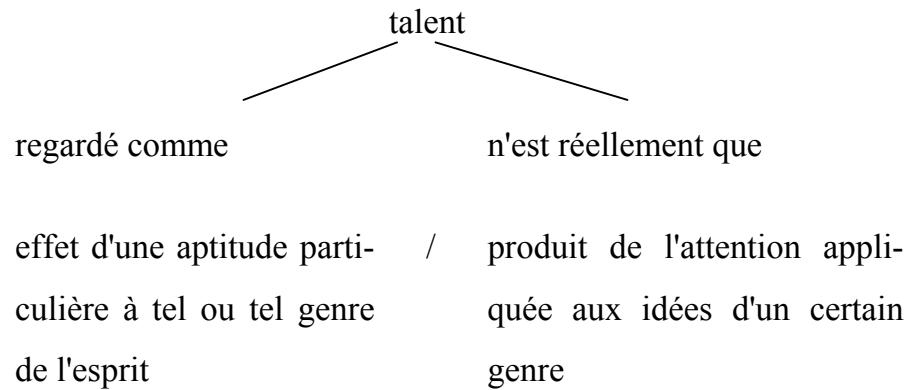 talent
regardé comme n'est réellement que
effet d'une aptitude parti- / produit de l'attention appli-
culière à tel ou tel genre quée aux idées d'un certain
de l'esprit genre